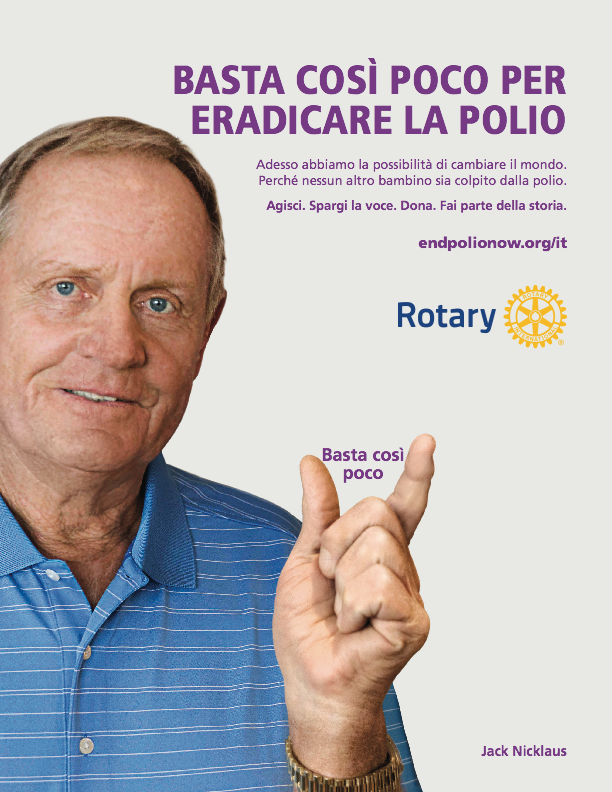 BASTA COSÌ POCO PER
ERADICARE LA POLIO
Adesso abbiamo la possibilità di cambiare il mondo.
Perché nessun altro bambino sia colpito dalla polio.
Agisci. Spargi la voce. Dona. Fai parte della storia.
endpolionow.org/it
Rotary
ROTARY
INTERNATIONAL
®
Basta così
poco
Jack Nicklaus